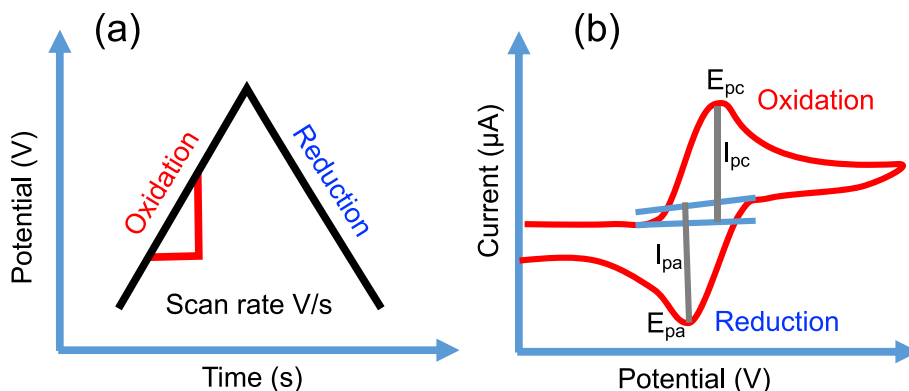 (a)
Potential (V)
Oxidation
Reduction
Scan rate V/s
Time (s)
(b)
Current (µA)
Epc
Oxidation
Ipc
Ipa
Epa
Reduction
Potential (V)